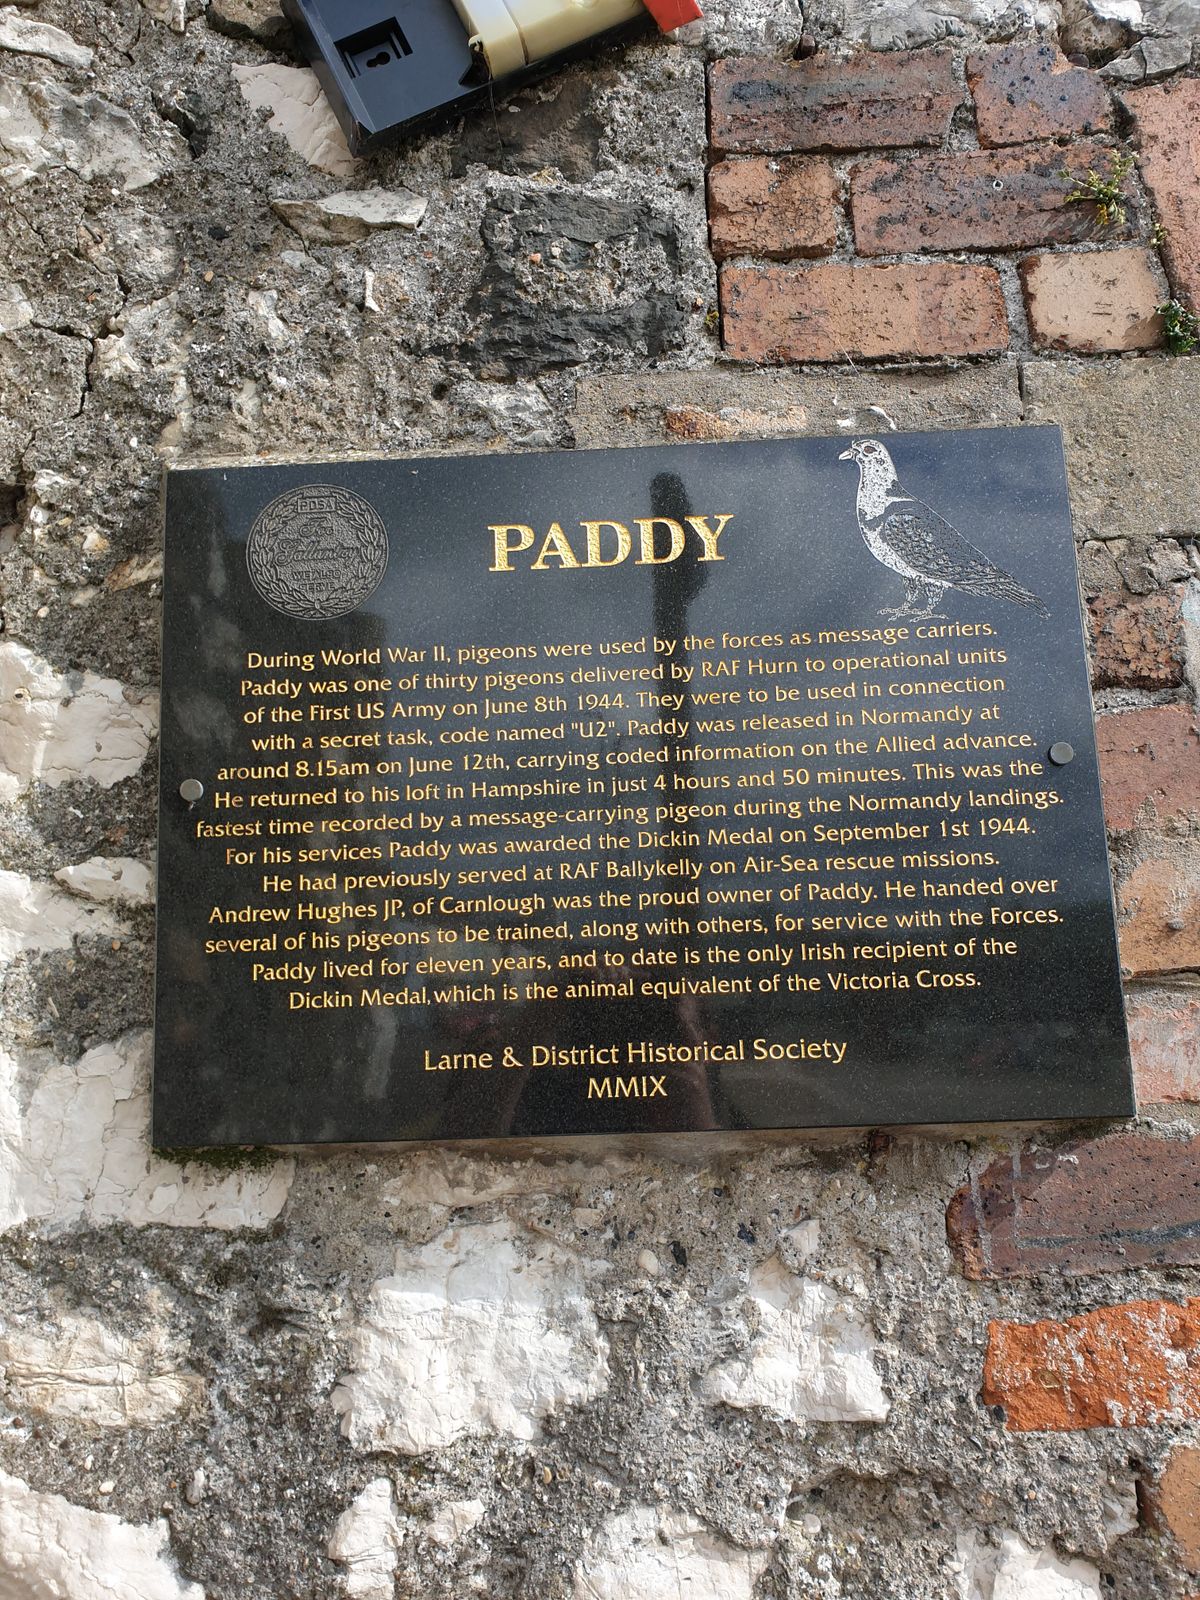 PDSA
For
Gallantry
WE ALSO
SERVE
PADDY
During World War II, pigeons were used by the forces as message carriers.
Paddy was one of thirty pigeons delivered by RAF Hurn to operational units
of the First US Army on June 8th 1944. They were to be used in connection
with a secret task, code named "U2". Paddy was released in Normandy at
around 8.15am on June 12th, carrying coded information on the Allied advance.
He returned to his loft in Hampshire in just 4 hours and 50 minutes. This was the
fastest time recorded by a message-carrying pigeon during the Normandy landings.
For his services Paddy was awarded the Dickin Medal on September 1st 1944.
He had previously served at RAF Ballykelly on Air-Sea rescue missions.
Andrew Hughes JP, of Carnlough was the proud owner of Paddy. He handed over
several of his pigeons to be trained, along with others, for service with the Forces.
Paddy lived for eleven years, and to date is the only Irish recipient of the
Dickin Medal, which is the animal equivalent of the Victoria Cross.
Larne & District Historical Society
MMIX